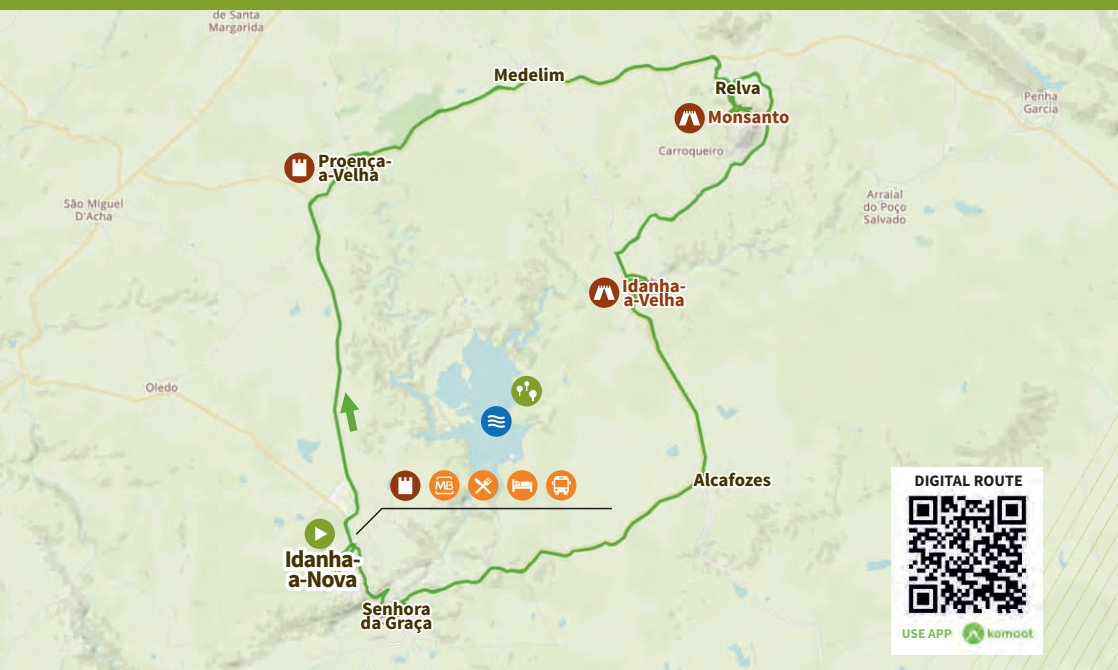 de Santa
Margarida
Medelim
Relva
Monsanto
Penha
Garcia
Carroqueiro
Proença-
a-Velha
São Miguel
D'Acha
Arraial
do Poço
Salvado
Idanha-
a-Velha
Oledo
MB
Alcafozes
Idanha-
a-Nova
Senhora
da Graça
DIGITAL ROUTE
USE APP komoot